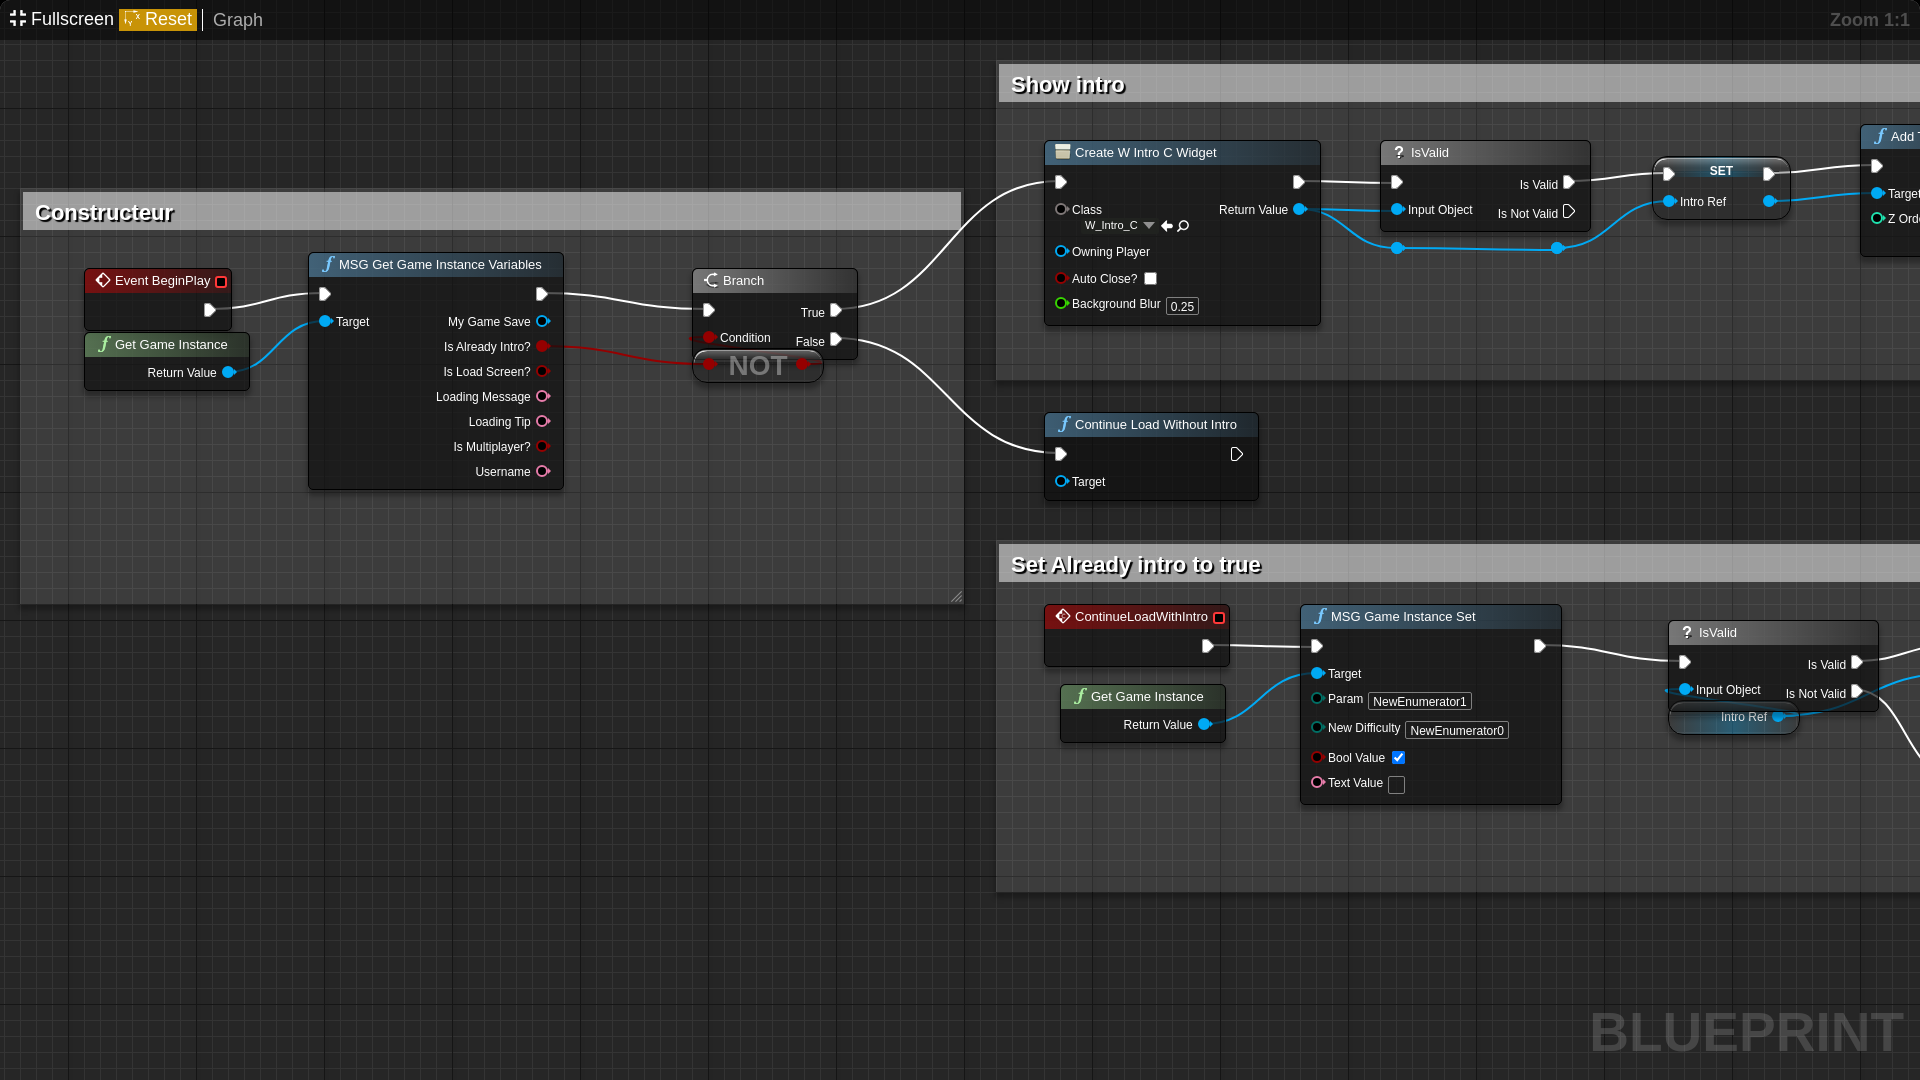 Fullscreen Reset Graph
Zoom 1:1
Constructeur
Event BeginPlay
Get Game Instance
Return Value
MSG Get Game Instance Variables
Target
My Game Save
Is Already Intro?
Is Load Screen?
Loading Message
Loading Tip
Is Multiplayer?
Username
Branch
True
Condition
False
NOT
Show intro
Create W Intro C Widget
Class
Return Value
W_Intro_C
Owning Player
Auto Close?
Background Blur 0.25
? IsValid
Is Valid
Input Object
Is Not Valid
SET
Intro Ref
f Add
Target
Z Orde
Continue Load Without Intro
Target
Set Already intro to true
ContinueLoadWithIntro
Get Game Instance
Return Value
MSG Game Instance Set
Target
Param NewEnumerator1
New Difficulty NewEnumerator0
Bool Value
Text Value
? IsValid
Is Valid
Input Object
Is Not Valid
Intro Ref
BLUEPRINT